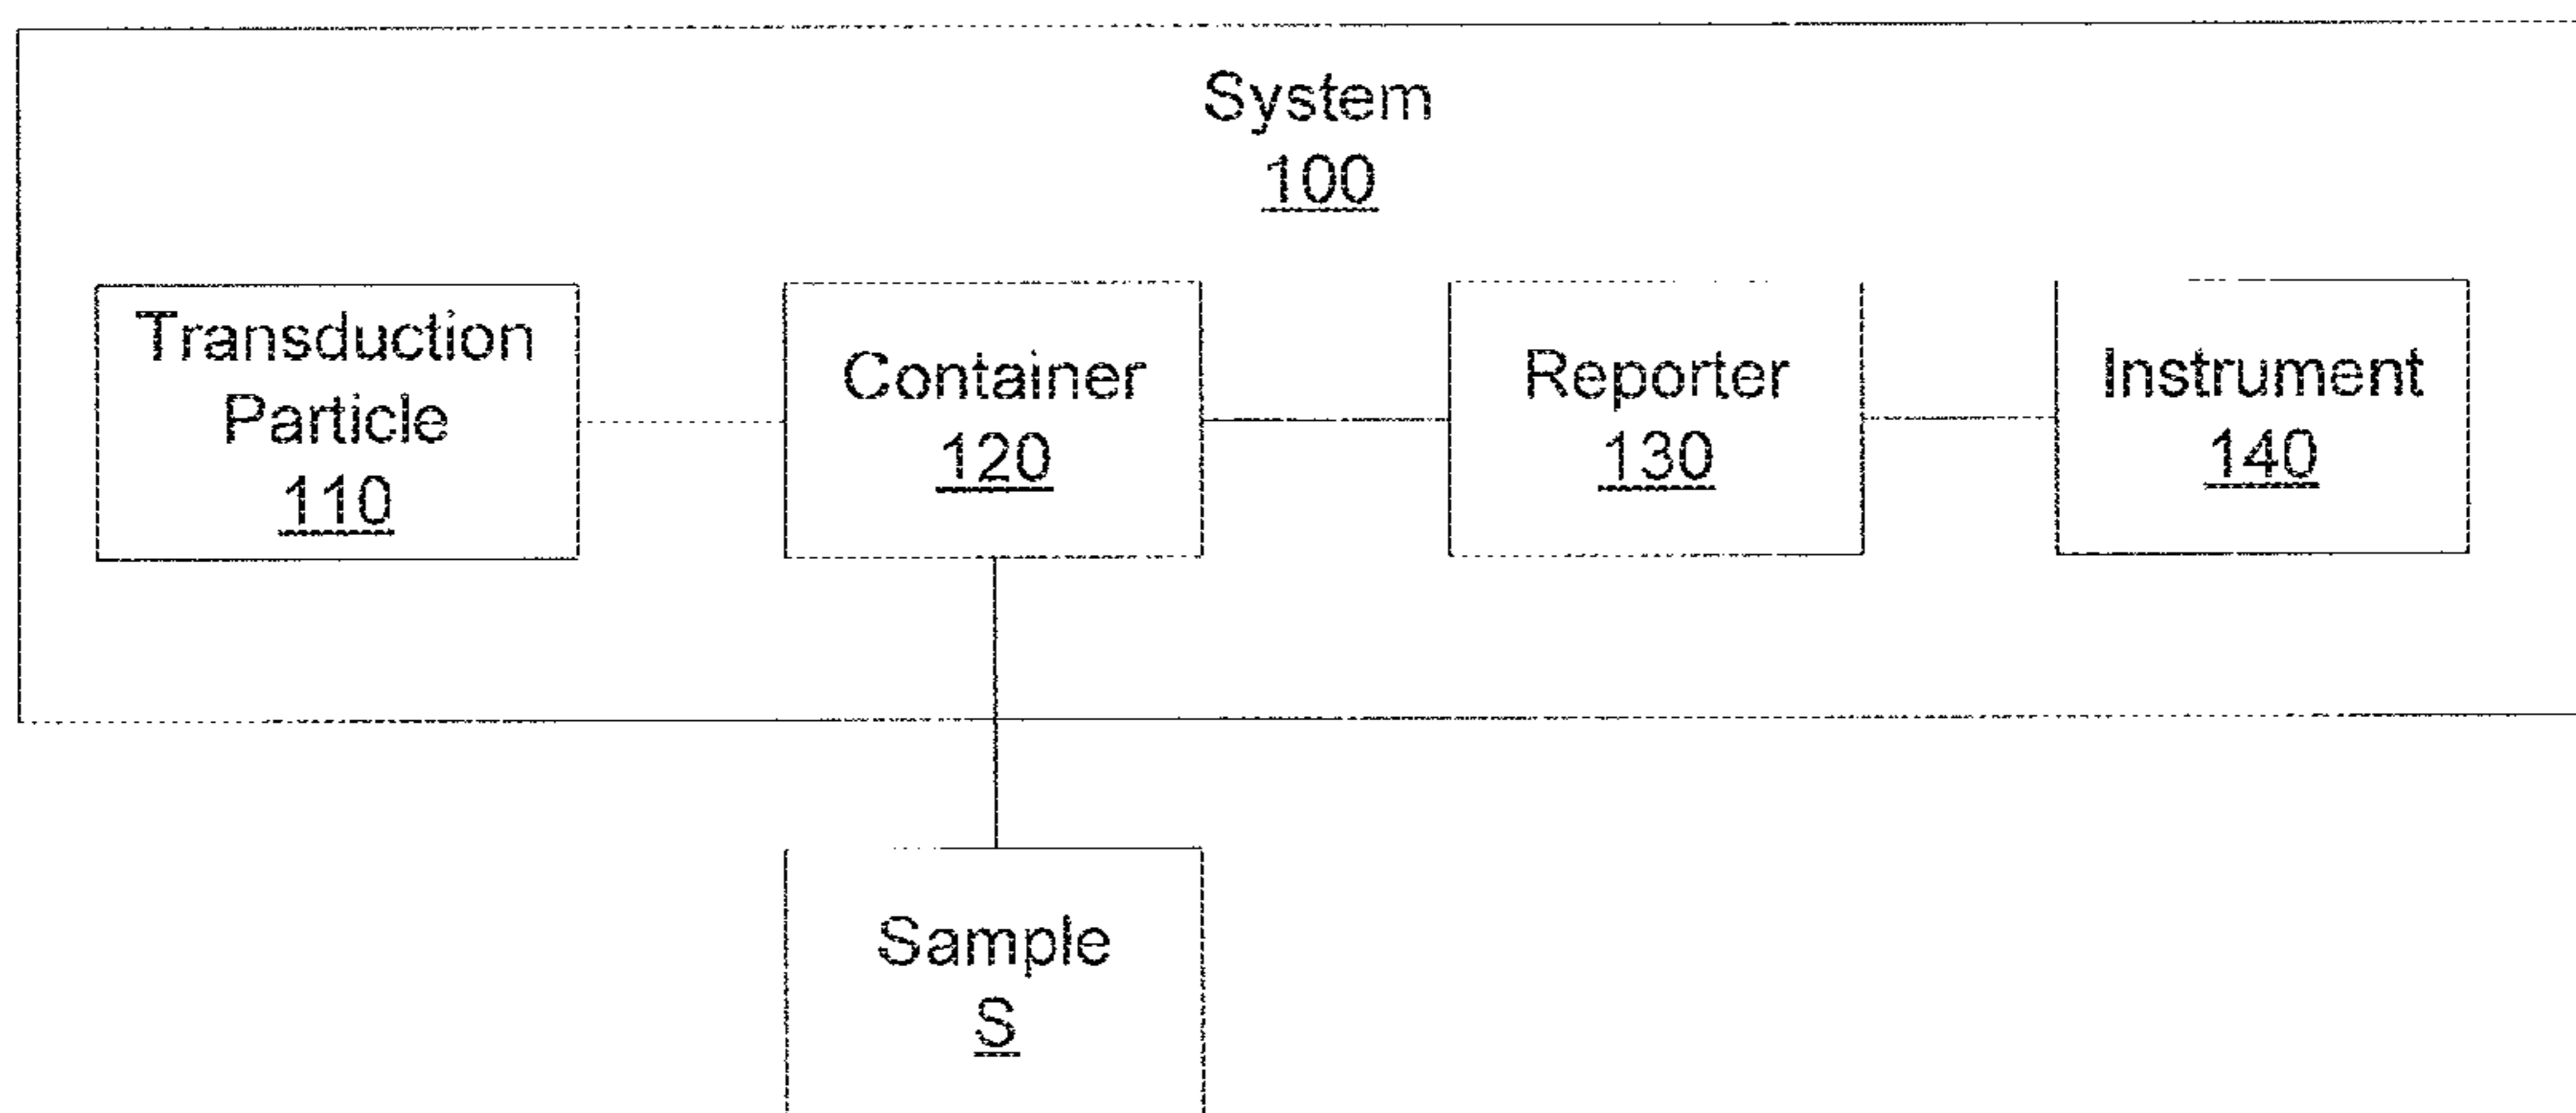 System
100
Transduction
Particle
110
Container
120
Reporter
130
Instrument
140
Sample
S